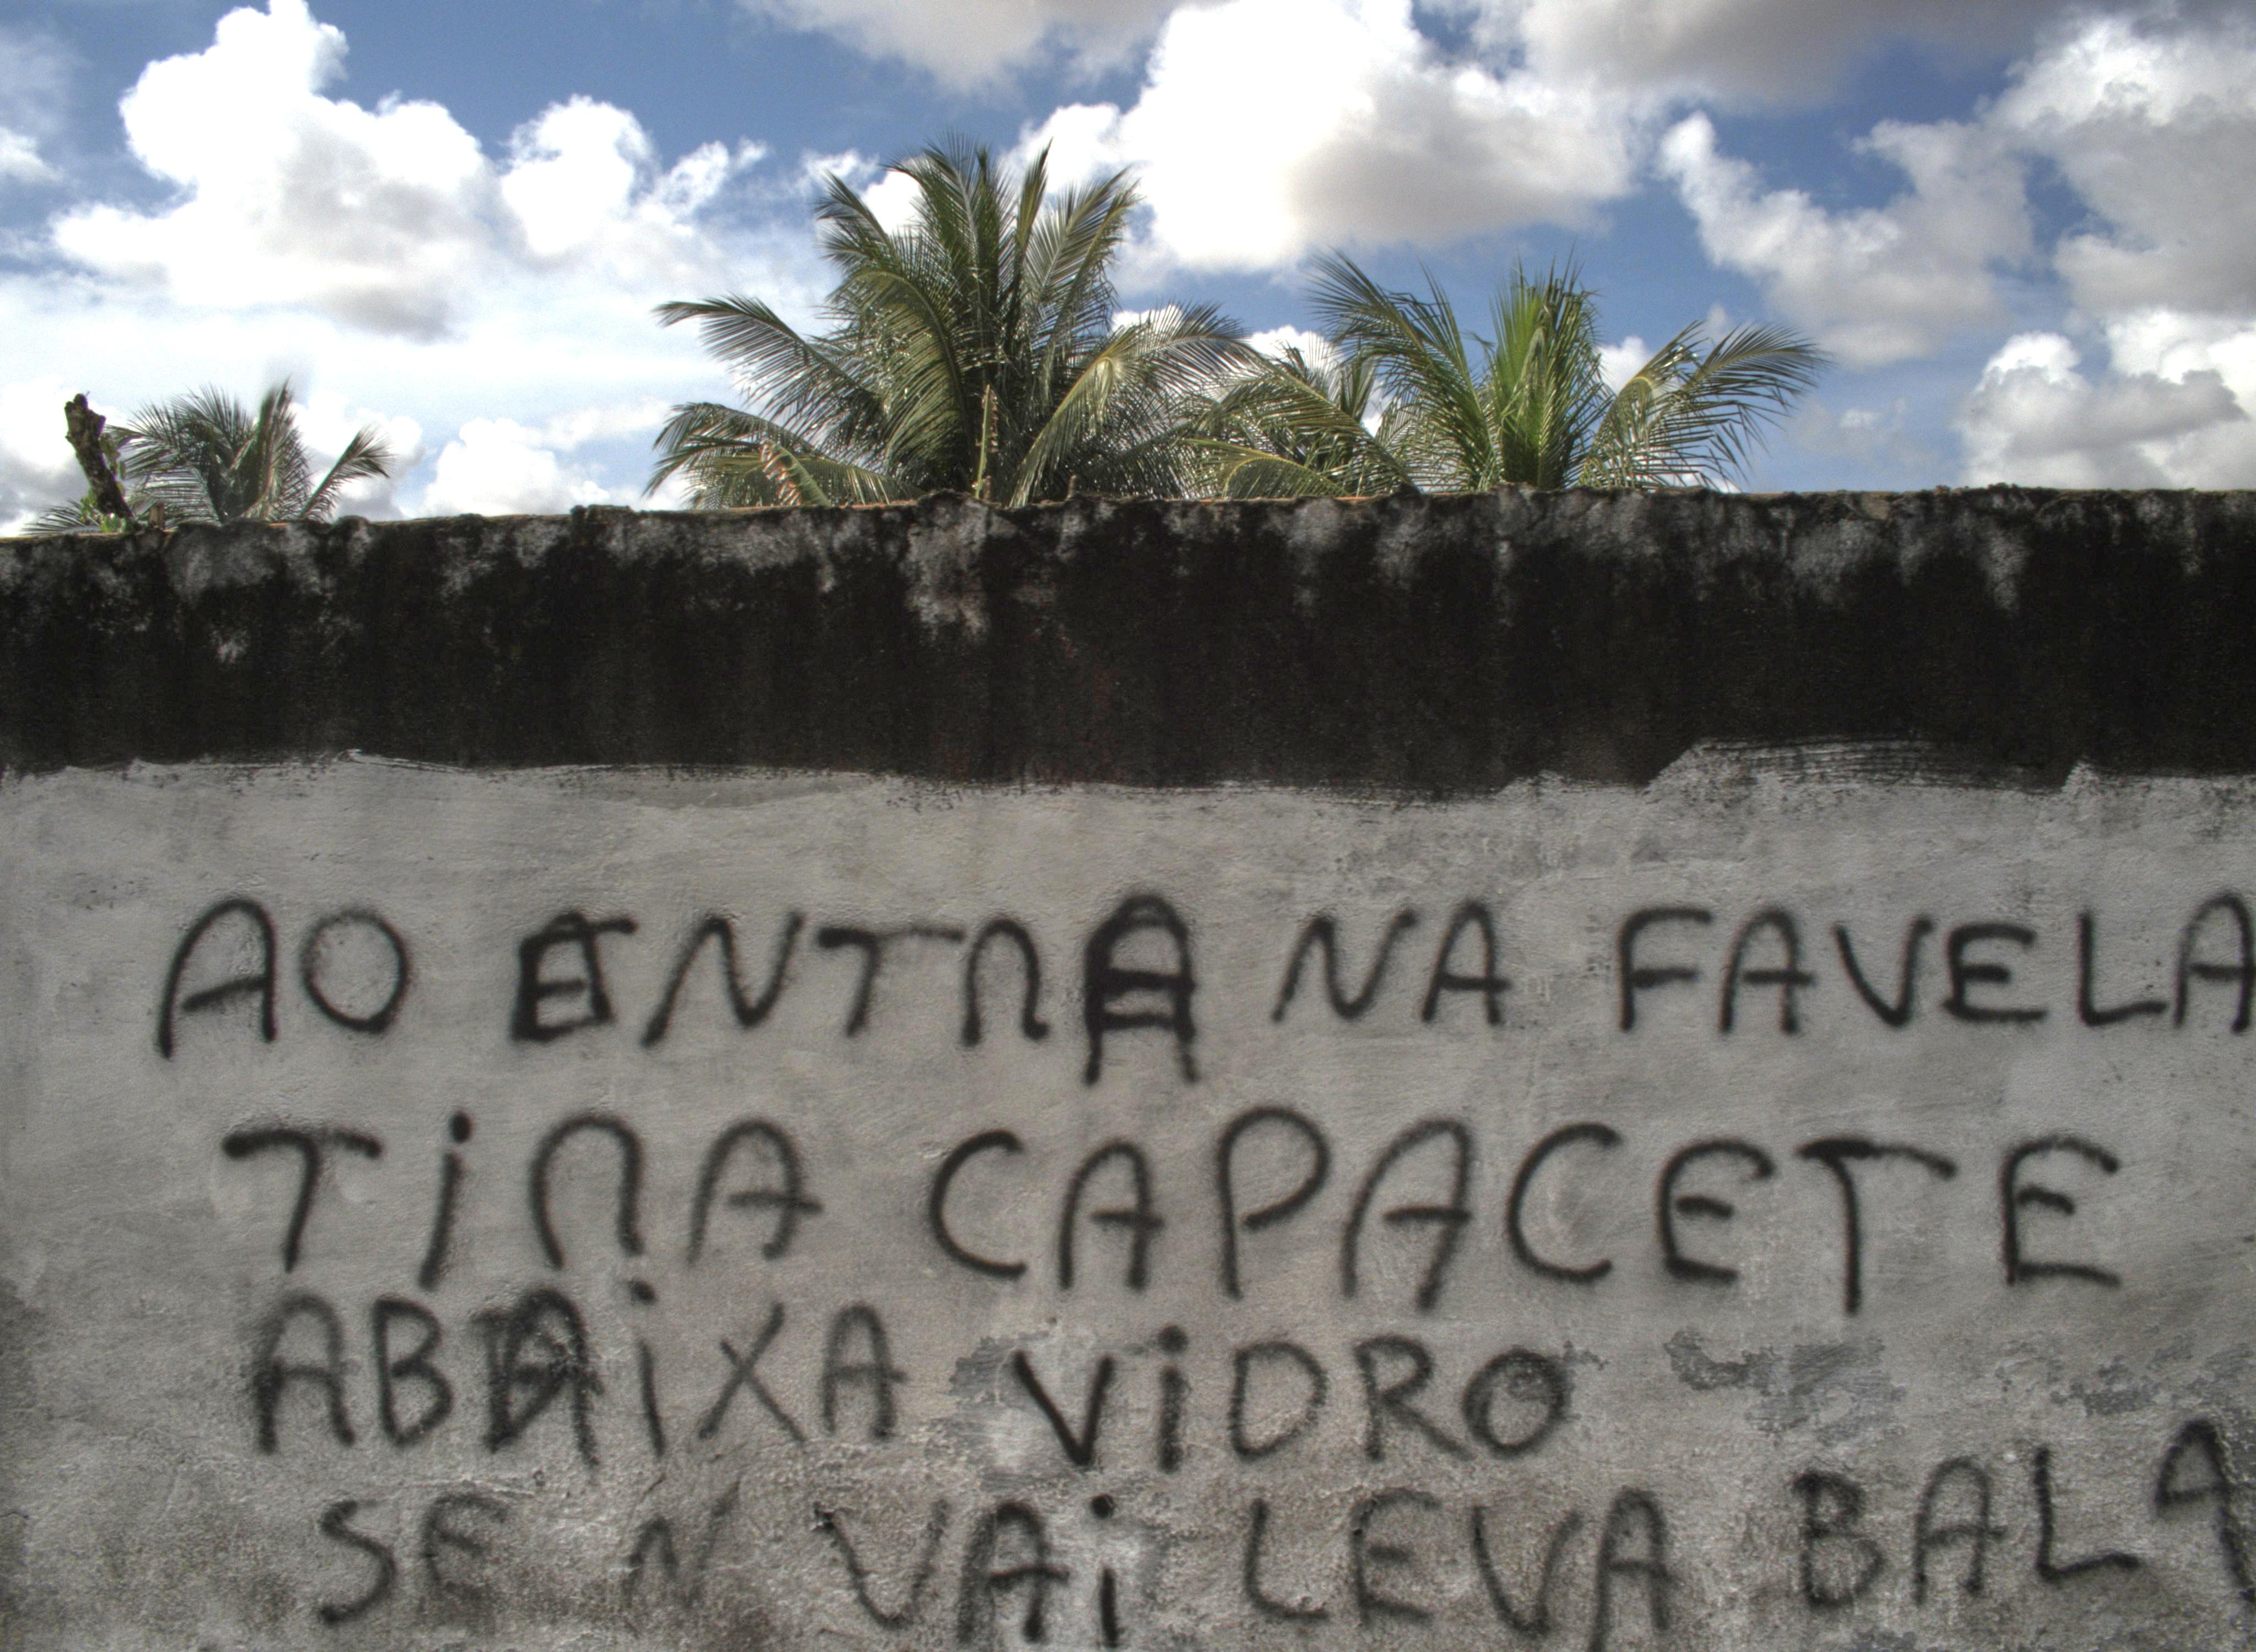 AO ENTRA NA FAVELA
TiRA CAPACETE
ABAiXA ViDRO
SE N VAi LEVA BALA